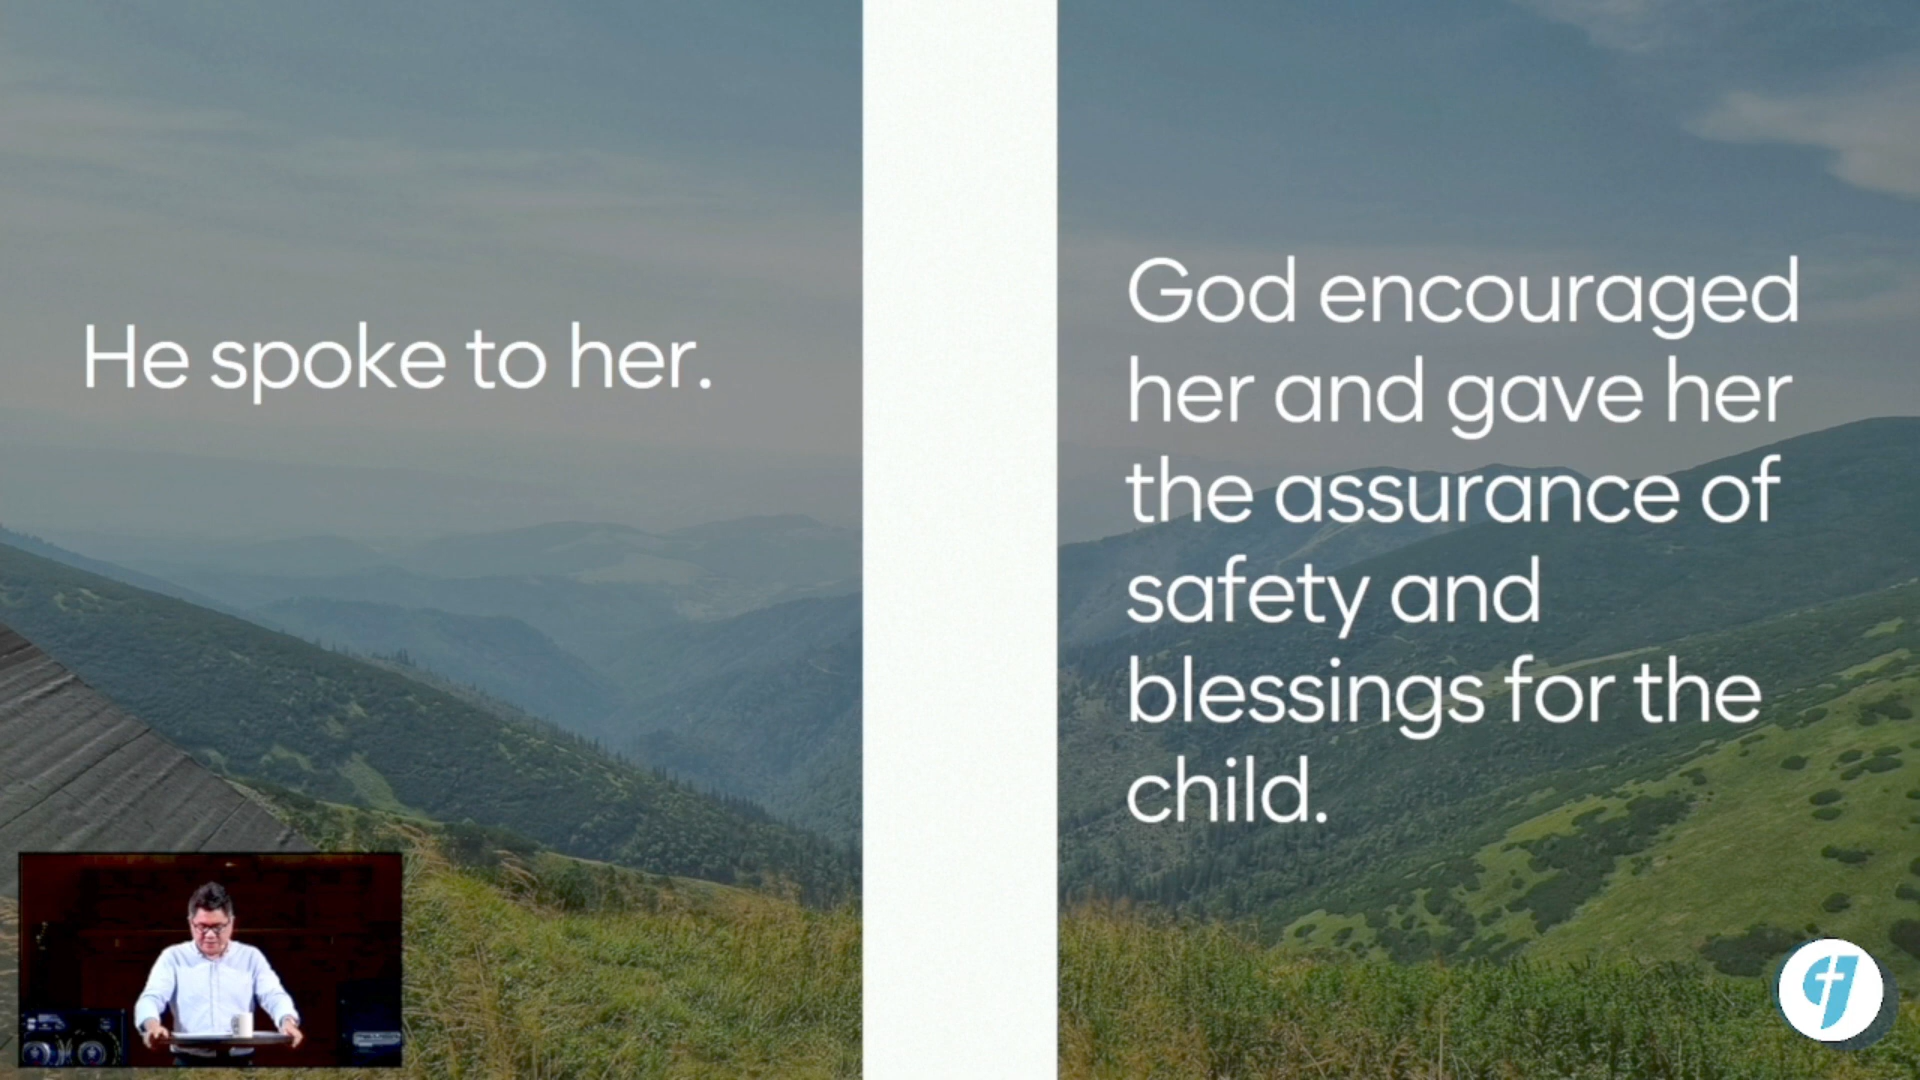 He spoke to her.
God encouraged
her and gave her
the assurance of
safety and
blessings for the
child.